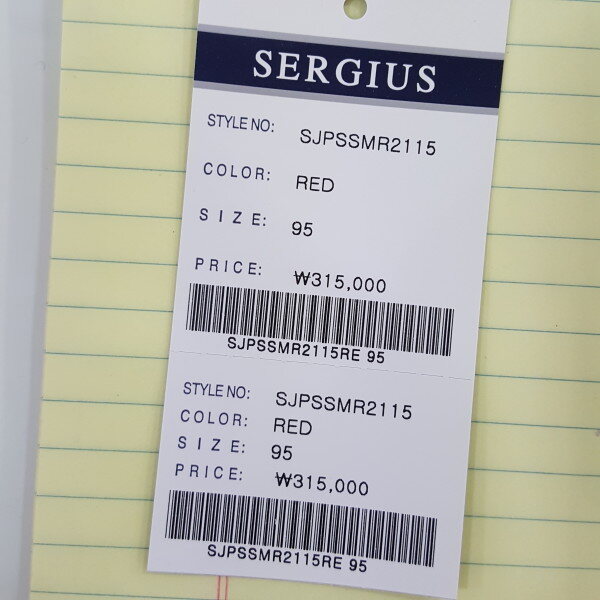 SERGIUS
STYLE NO: SJPSSMR2115
COLOR: RED
SIZE: 95
PRICE: ₩315,000
SJPSSMR2115RE 95
STYLE NO: SJPSSMR2115
COLOR: RED
SIZE: 95
PRICE: ₩315,000
SJPSSMR2115RE 95